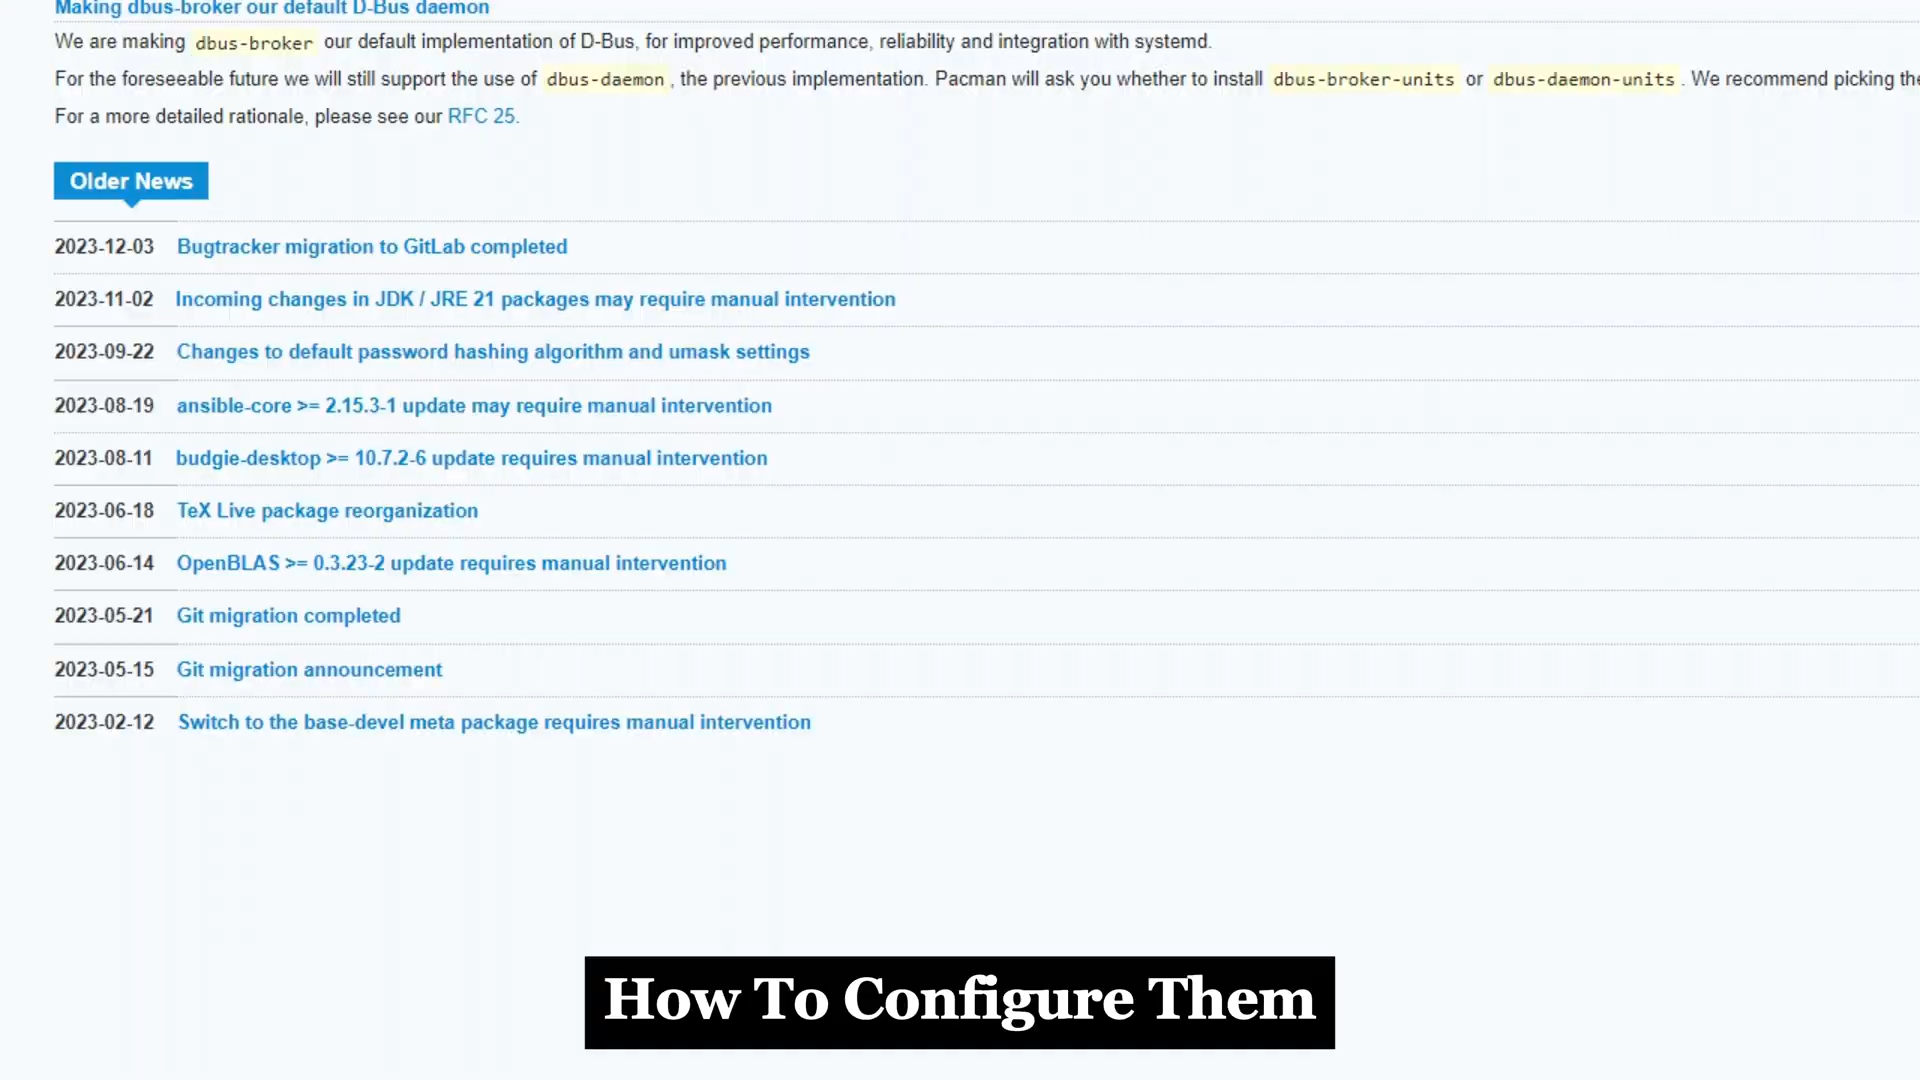 Making dbus-broker our default D-Bus daemon
We are making dbus-broker our default implementation of D-Bus, for improved performance, reliability and integration with systemd.
For the foreseeable future we will still support the use of dbus-daemon, the previous implementation. Pacman will ask you whether to install dbus-broker-units or dbus-daemon-units. We recommend picking the
For a more detailed rationale, please see our RFC 25.
Older News
2023-12-03 Bugtracker migration to GitLab completed
2023-11-02 Incoming changes in JDK / JRE 21 packages may require manual intervention
2023-09-22 Changes to default password hashing algorithm and umask settings
2023-08-19 ansible-core >= 2.15.3-1 update may require manual intervention
2023-08-11 budgie-desktop >= 10.7.2-6 update requires manual intervention
2023-06-18 TeX Live package reorganization
2023-06-14 OpenBLAS >= 0.3.23-2 update requires manual intervention
2023-05-21 Git migration completed
2023-05-15 Git migration announcement
2023-02-12 Switch to the base-devel meta package requires manual intervention
How To Configure Them